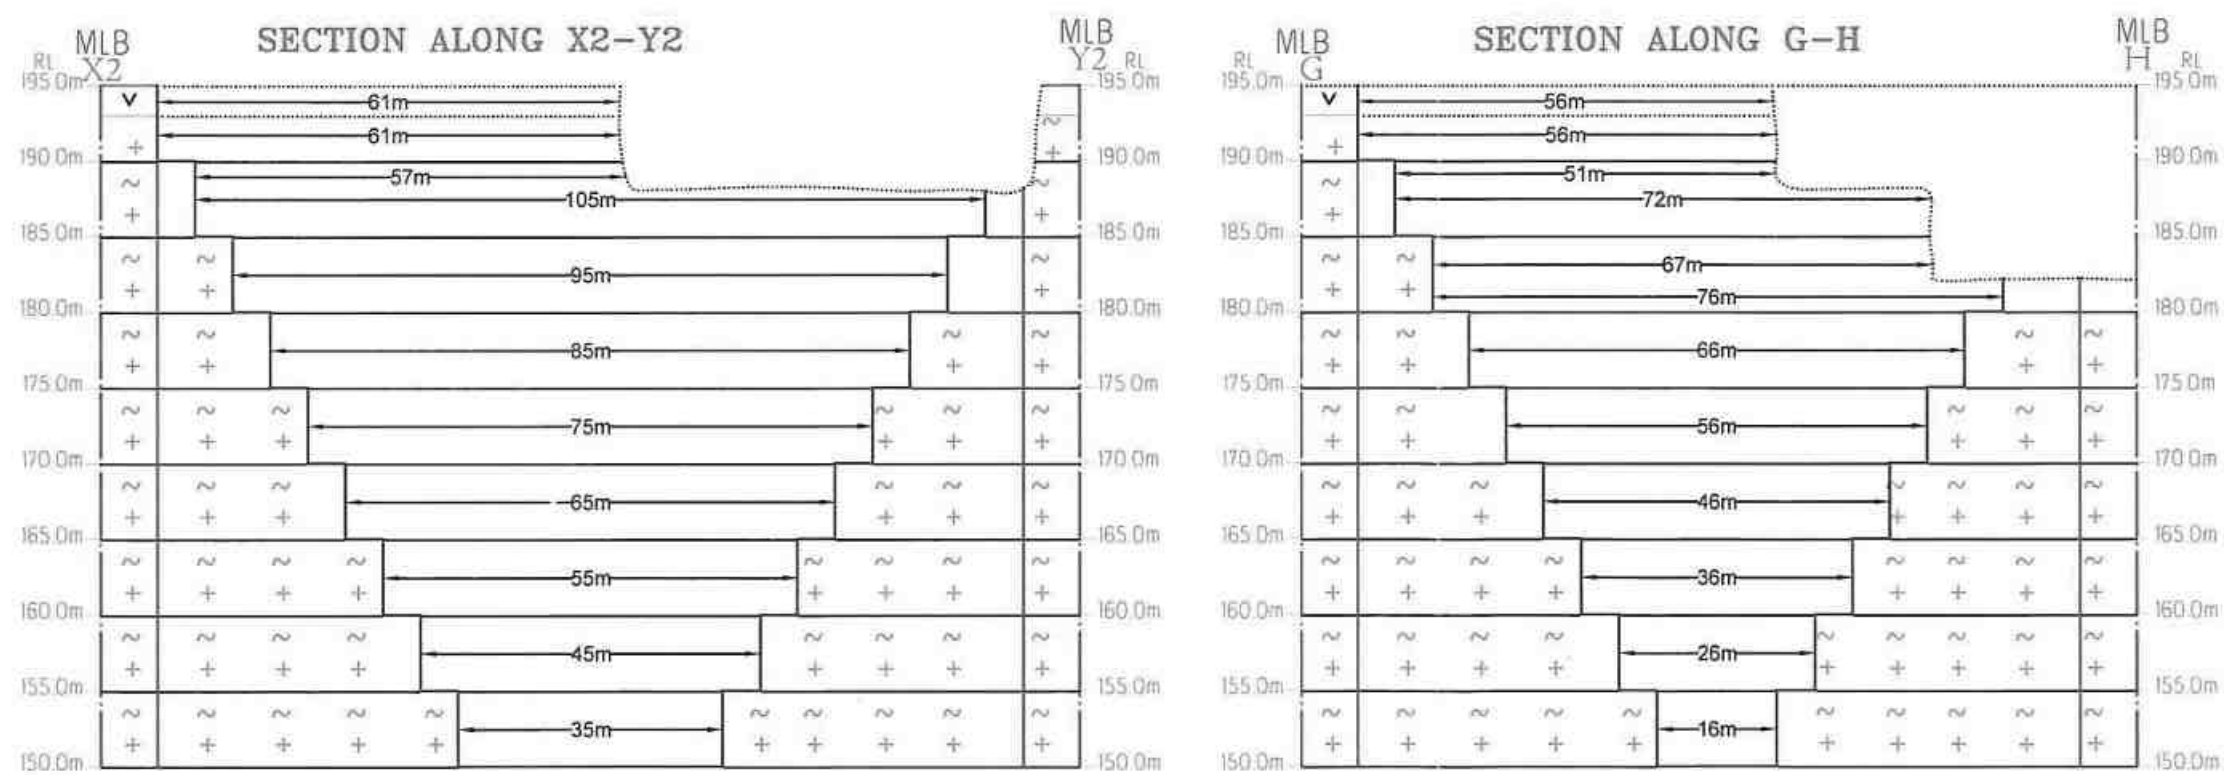 MLB
X2
SECTION ALONG X2-Y2
MLB
Y2
RL
195.0m
RL
195.0m
V
61m
61m
190.0m
190.0m
57m
105m
185.0m
185.0m
95m
180.0m
180.0m
85m
175.0m
175.0m
75m
170.0m
170.0m
65m
165.0m
165.0m
55m
160.0m
160.0m
45m
155.0m
155.0m
35m
150.0m
150.0m
MLB
G
SECTION ALONG G-H
MLB
H
RL
195.0m
RL
195.0m
V
56m
56m
190.0m
190.0m
51m
72m
185.0m
185.0m
67m
76m
180.0m
180.0m
66m
175.0m
175.0m
56m
170.0m
170.0m
46m
165.0m
165.0m
36m
160.0m
160.0m
26m
155.0m
155.0m
16m
150.0m
150.0m